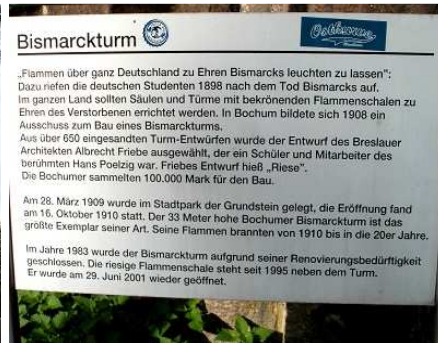 Bismarckturm
„Flammen über ganz Deutschland zu Ehren Bismarcks leuchten zu lassen":
Dazu riefen die deutschen Studenten 1898 nach dem Tod Bismarcks auf.
Im ganzen Land sollten Säulen und Türme mit bekrönenden Flammenschalen zu
Ehren des Verstorbenen errichtet werden. In Bochum bildete sich 1908 ein
Ausschuss zum Bau eines Bismarckturms.
Aus über 650 eingesandten Turm-Entwürfen wurde der Entwurf des Breslauer
Architekten Albrecht Friebe ausgewählt, der ein Schüler und Mitarbeiter des
berühmten Hans Poelzig war. Friebes Entwurf hieß „Riese".
Die Bochumer sammelten 100.000 Mark für den Bau.
Am 28. März 1909 wurde im Stadtpark der Grundstein gelegt, die Eröffnung fand
am 16. Oktober 1910 statt. Der 33 Meter hohe Bochumer Bismarckturm ist das
größte Exemplar seiner Art. Seine Flammen brannten von 1910 bis in die 20er Jahre.
Im Jahre 1983 wurde der Bismarckturm aufgrund seiner Renovierungsbedürftigkeit
geschlossen. Die riesige Flammenschale steht seit 1995 neben dem Turm.
Er wurde am 29. Juni 2001 wieder geöffnet.